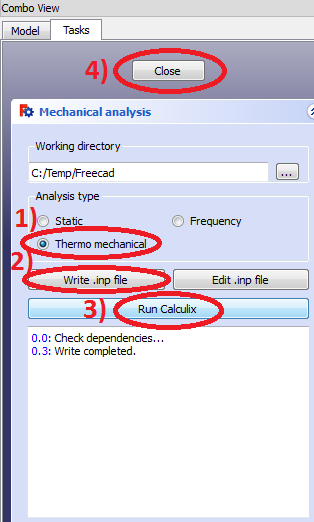 Combo View
Model Tasks
4) Close
Mechanical analysis
Working directory
C:/Temp/Freecad ...
Analysis type
1) Static Frequency
Thermo mechanical
2)
Write .inp file Edit .inp file
3) Run Calculix
0.0: Check dependencies...
0.3: Write completed.